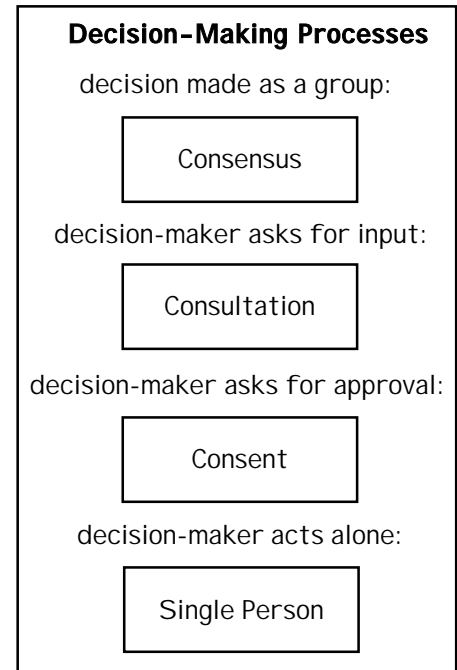 Decision-Making Processes
decision made as a group:
Consensus
decision-maker asks for input:
Consultation
decision-maker asks for approval:
Consent
decision-maker acts alone:
Single Person